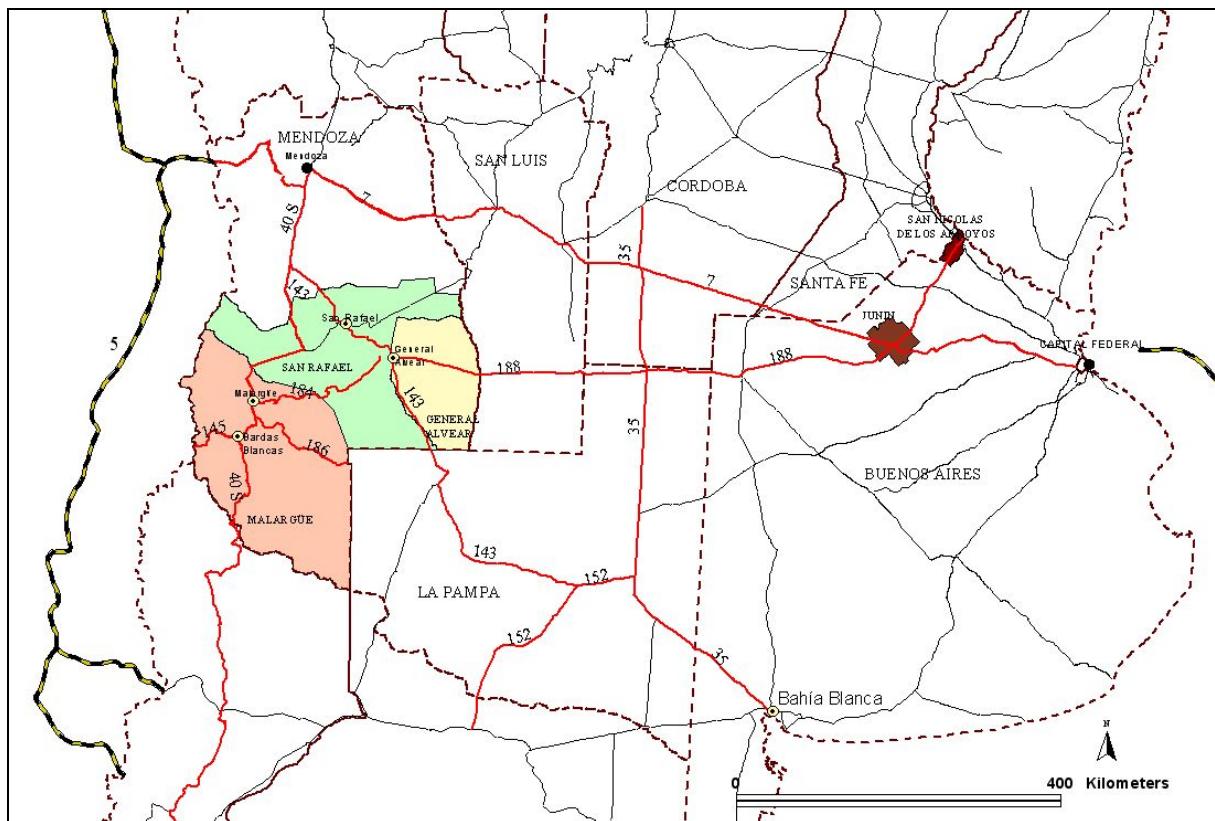 MENDOZA
Mendoza
SAN LUIS
CORDOBA
7
40 S
35
SAN NICOLAS
DE LOS ARROYOS
7
SANTA FE
143
San Rafael
JUNIN
5
General
Alvear
CAPITAL FEDERAL
188
188
SAN RAFAEL
Malargüe
184
143
GENERAL
ALVEAR
35
145
Bardas
Blancas
186
BUENOS AIRES
40 S
MALARGÜE
143
152
LA PAMPA
152
35
Bahía Blanca
N
0
400 Kilometers